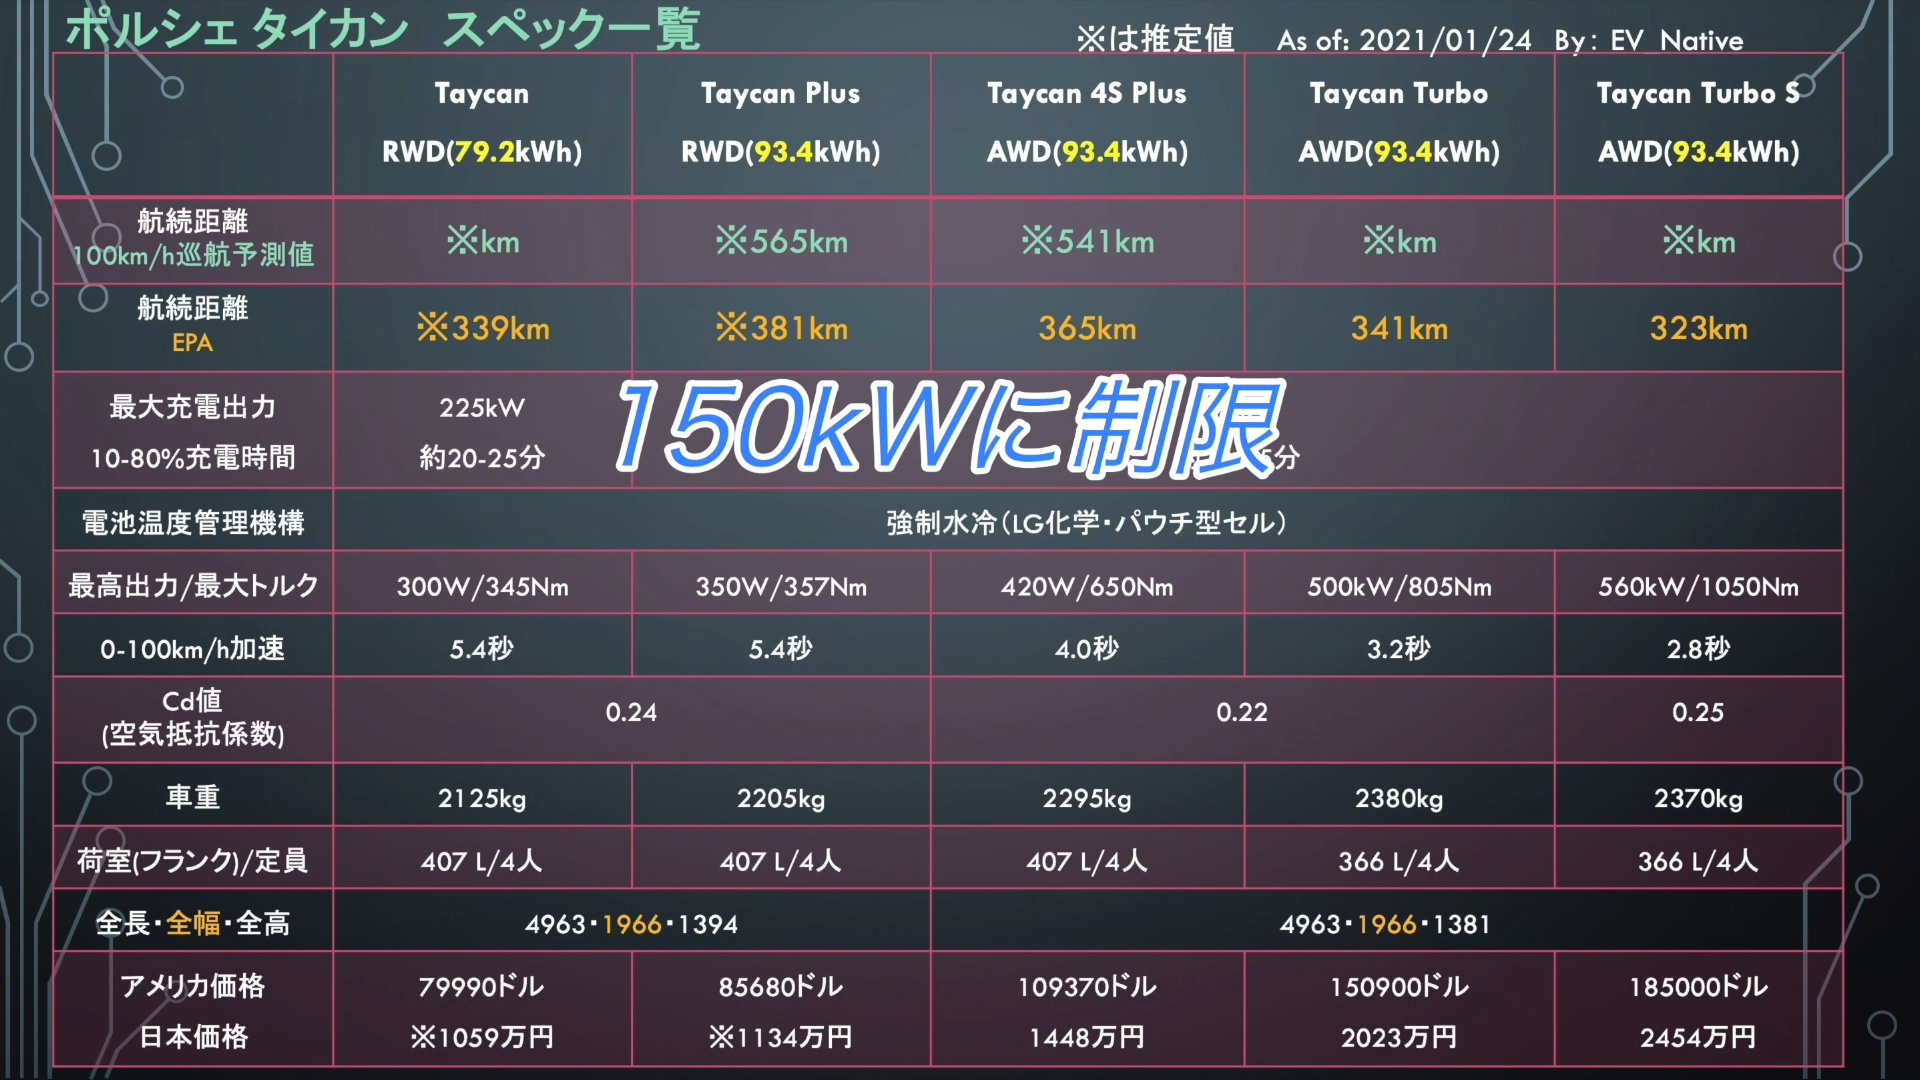 ポルシェ タイカン スペック一覧
※は推定値 As of: 2021/01/24 By: EV_Native
Taycan Taycan Plus Taycan 4S Plus Taycan Turbo Taycan Turbo S
RWD(79.2kWh) RWD(93.4kWh) AWD(93.4kWh) AWD(93.4kWh) AWD(93.4kWh)
航続距離
100km/h巡航予測値 ※km ※565km ※541km ※km ※km
航続距離
EPA ※339km ※381km 365km 341km 323km
最大充電出力 225kW
150kWに制限
10-80%充電時間 約20-25分 5分
電池温度管理機構 強制水冷(LG化学・パウチ型セル)
最高出力/最大トルク 300W/345Nm 350W/357Nm 420W/650Nm 500kW/805Nm 560kW/1050Nm
0-100km/h加速 5.4秒 5.4秒 4.0秒 3.2秒 2.8秒
Cd値
(空気抵抗係数) 0.24 0.22 0.25
車重 2125kg 2205kg 2295kg 2380kg 2370kg
荷室(フランク)/定員 407 L/4人 407 L/4人 407 L/4人 366 L/4人 366 L/4人
全長・全幅・全高 4963・1966・1394 4963・1966・1381
アメリカ価格 79990ドル 85680ドル 109370ドル 150900ドル 185000ドル
日本価格 ※1059万円 ※1134万円 1448万円 2023万円 2454万円